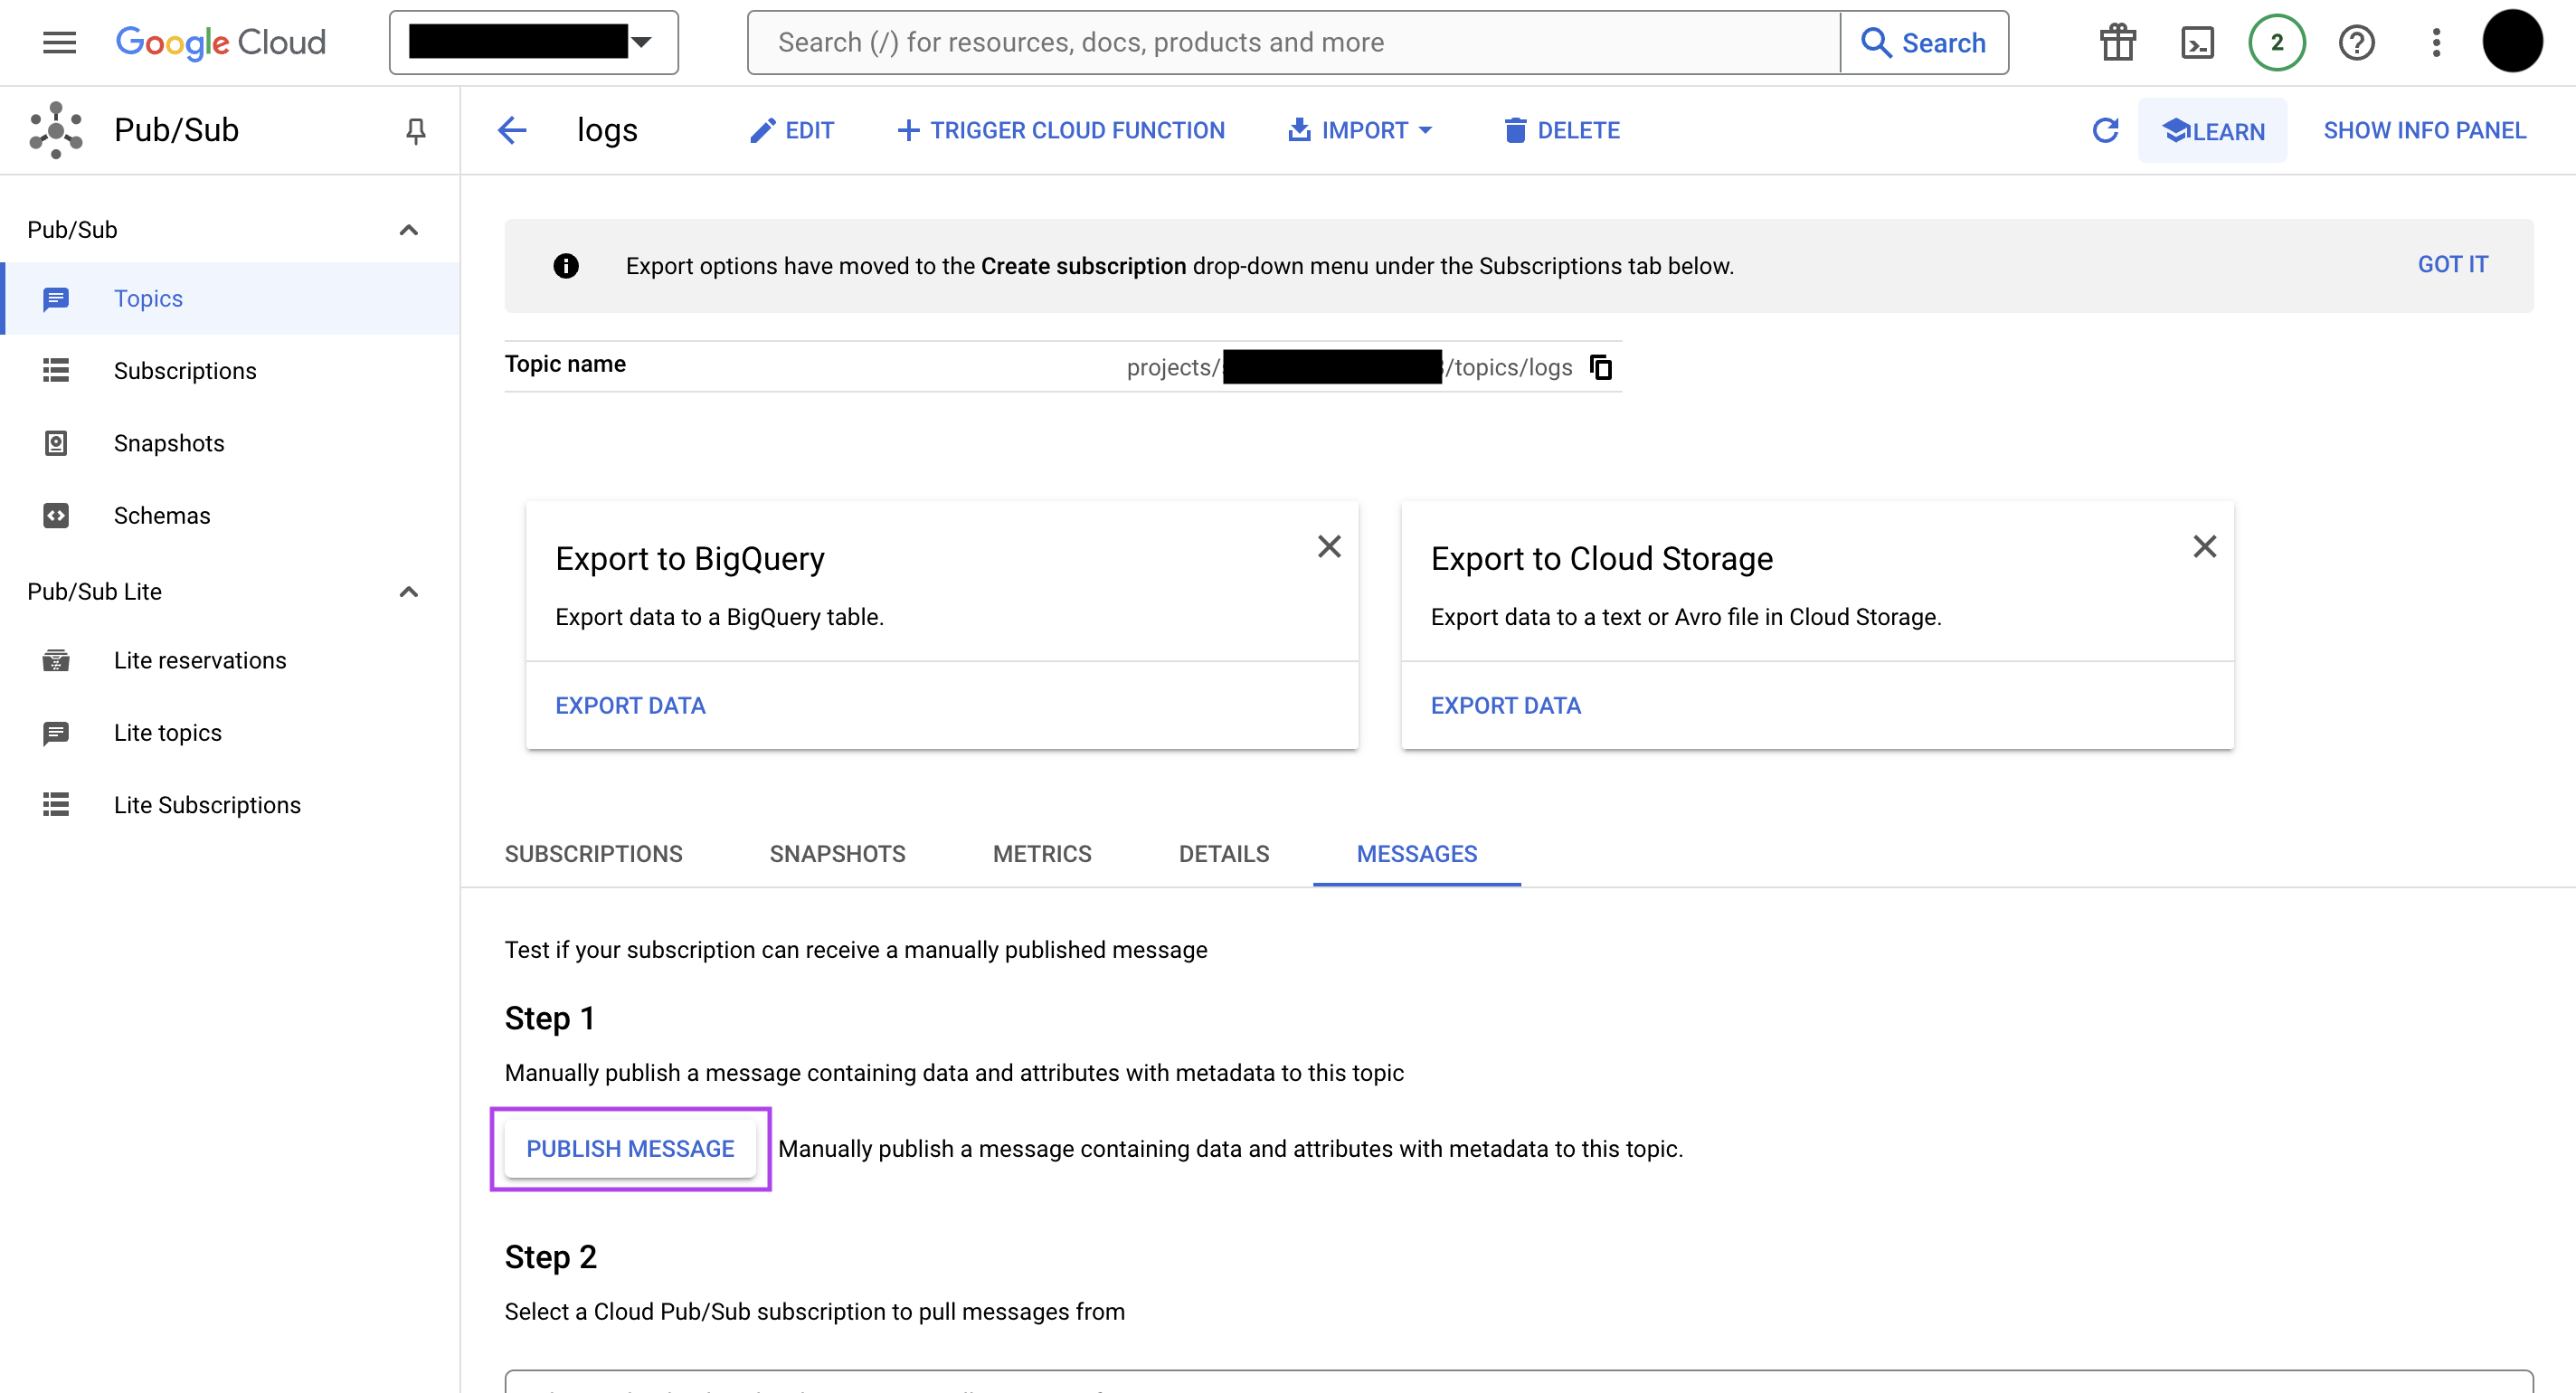 Google Cloud
Search (/) for resources, docs, products and more
Search
2
Pub/Sub
logs
EDIT
TRIGGER CLOUD FUNCTION
IMPORT
DELETE
LEARN
SHOW INFO PANEL
Pub/Sub
Topics
Subscriptions
Snapshots
Schemas
Pub/Sub Lite
Lite reservations
Lite topics
Lite Subscriptions
Export options have moved to the Create subscription drop-down menu under the Subscriptions tab below.
GOT IT
Topic name
projects/
/topics/logs
Export to BigQuery
Export data to a BigQuery table.
EXPORT DATA
Export to Cloud Storage
Export data to a text or Avro file in Cloud Storage.
EXPORT DATA
SUBSCRIPTIONS
SNAPSHOTS
METRICS
DETAILS
MESSAGES
Test if your subscription can receive a manually published message
Step 1
Manually publish a message containing data and attributes with metadata to this topic
PUBLISH MESSAGE
Manually publish a message containing data and attributes with metadata to this topic.
Step 2
Select a Cloud Pub/Sub subscription to pull messages from